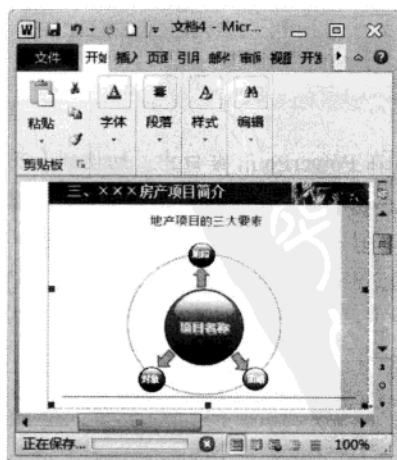 文档4 - Micr...
文件 开始 插入 页面 引用 邮件 审阅 视图 开发
粘贴 字体 段落 样式 编辑
剪贴板
三、×××房产项目简介
地产项目的三大要素
项目名称
正在保存... 100%